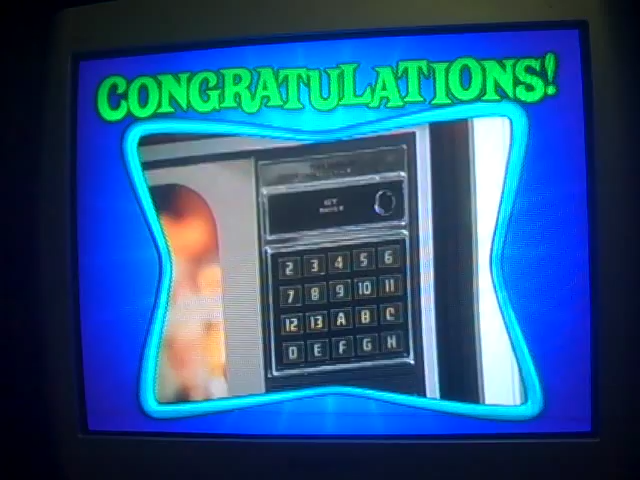 CONGRATULATIONS!
2 3 4 5 6
7 8 9 10 11
12 13 A B C
D E F G H